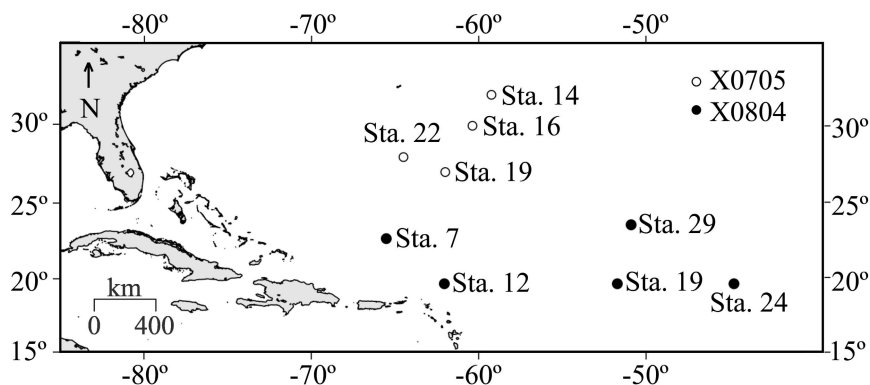 -80º -70º -60º -50º
X0705
Sta. 14
X0804
N
Sta. 16
30º 30º
Sta. 22
Sta. 19
25º 25º
Sta. 29
Sta. 7
20º 20º
Sta. 12
Sta. 19
km
Sta. 24
0 400
15º 15º
-80º -70º -60º -50º